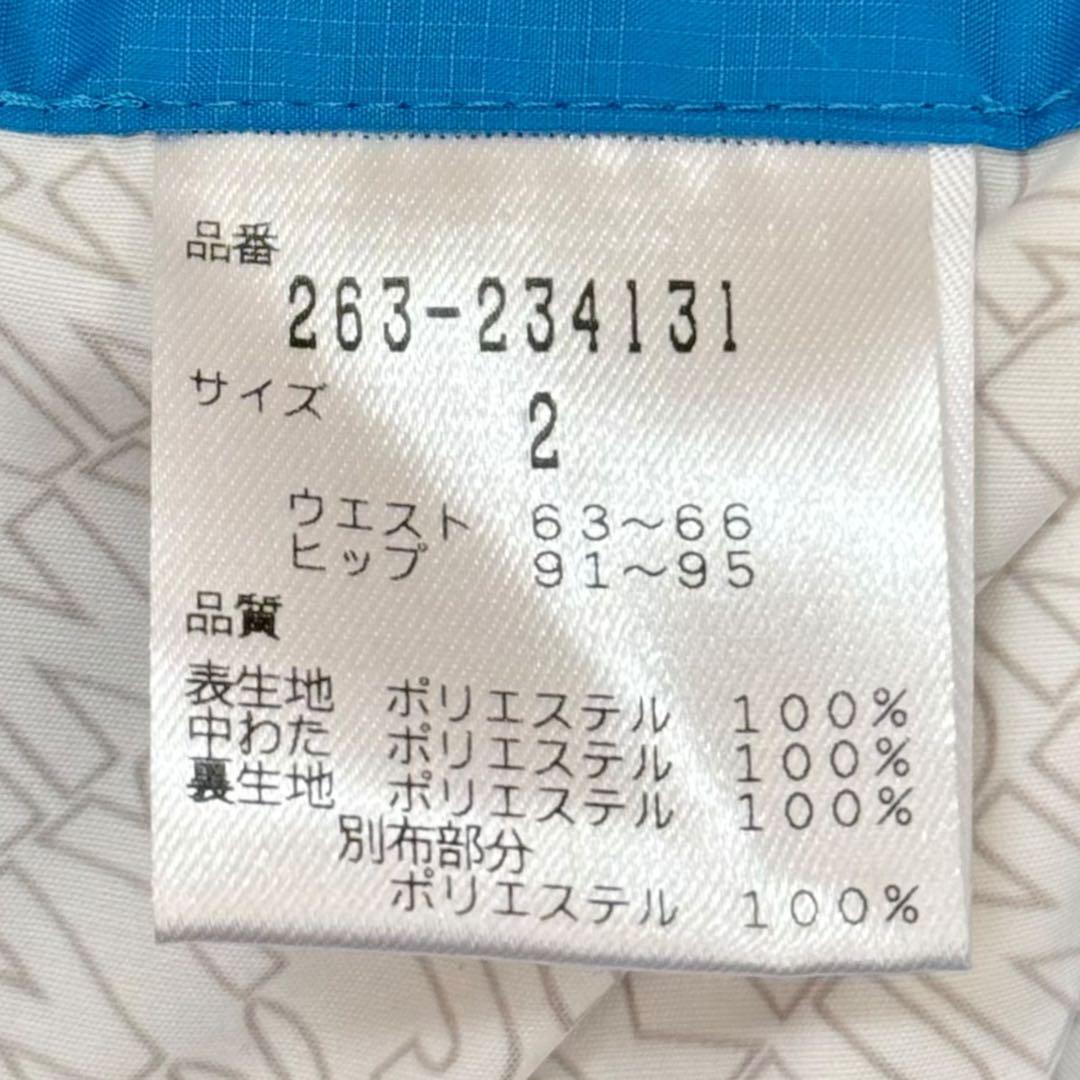 品番
263-234131
サイズ
2
ウエスト 63～66
ヒップ 91～95
品質
表生地 ポリエステル 100%
中わた ポリエステル 100%
裏生地 ポリエステル 100%
別布部分
ポリエステル 100%